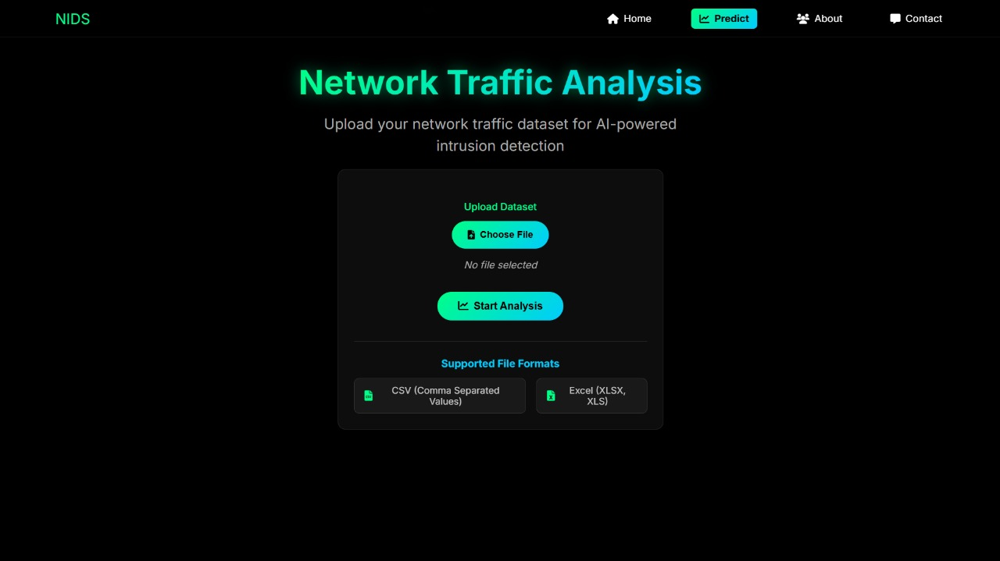 NIDS
Home
Predict
About
Contact
Network Traffic Analysis
Upload your network traffic dataset for AI-powered
intrusion detection
Upload Dataset
Choose File
No file selected
Start Analysis
Supported File Formats
CSV (Comma Separated
Values)
Excel (XLSX,
XLS)